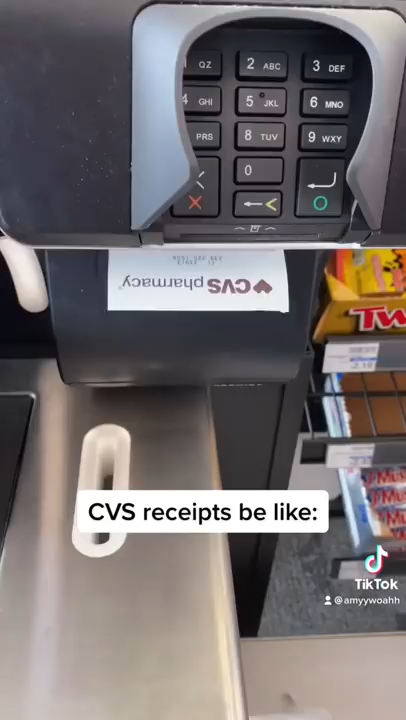 QZ
2 ABC
3 DEF
4 GHI
5 JKL
6 MNO
PRS
8 TUV
9 WXY
0
CVS pharmacy®
TWI
CVS receipts be like:
TikTok
@amyywoahh